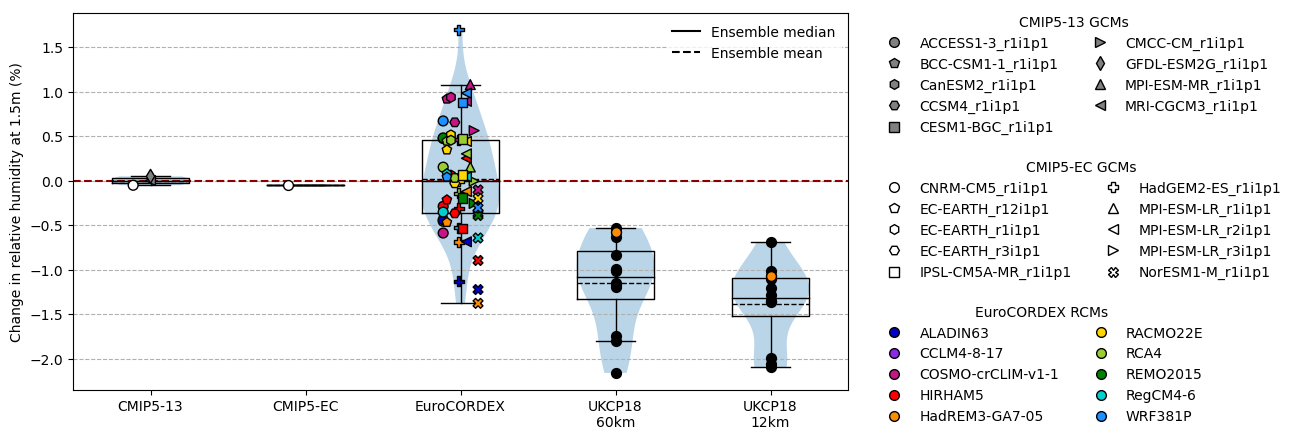 Change in relative humidity at 1.5m (%)
1.5
1.0
0.5
0.0
−0.5
−1.0
−1.5
−2.0
Ensemble median
Ensemble mean
CMIP5-13
CMIP5-EC
EuroCORDEX
UKCP18
60km
UKCP18
12km
CMIP5-13 GCMs
ACCESS1-3_r1i1p1
BCC-CSM1-1_r1i1p1
CanESM2_r1i1p1
CCSM4_r1i1p1
CESM1-BGC_r1i1p1
CMCC-CM_r1i1p1
GFDL-ESM2G_r1i1p1
MPI-ESM-MR_r1i1p1
MRI-CGCM3_r1i1p1
CMIP5-EC GCMs
CNRM-CM5_r1i1p1
EC-EARTH_r12i1p1
EC-EARTH_r1i1p1
EC-EARTH_r3i1p1
IPSL-CM5A-MR_r1i1p1
HadGEM2-ES_r1i1p1
MPI-ESM-LR_r1i1p1
MPI-ESM-LR_r2i1p1
MPI-ESM-LR_r3i1p1
NorESM1-M_r1i1p1
EuroCORDEX RCMs
ALADIN63
CCLM4-8-17
COSMO-crCLIM-v1-1
HIRHAM5
HadREM3-GA7-05
RACMO22E
RCA4
REMO2015
RegCM4-6
WRF381P